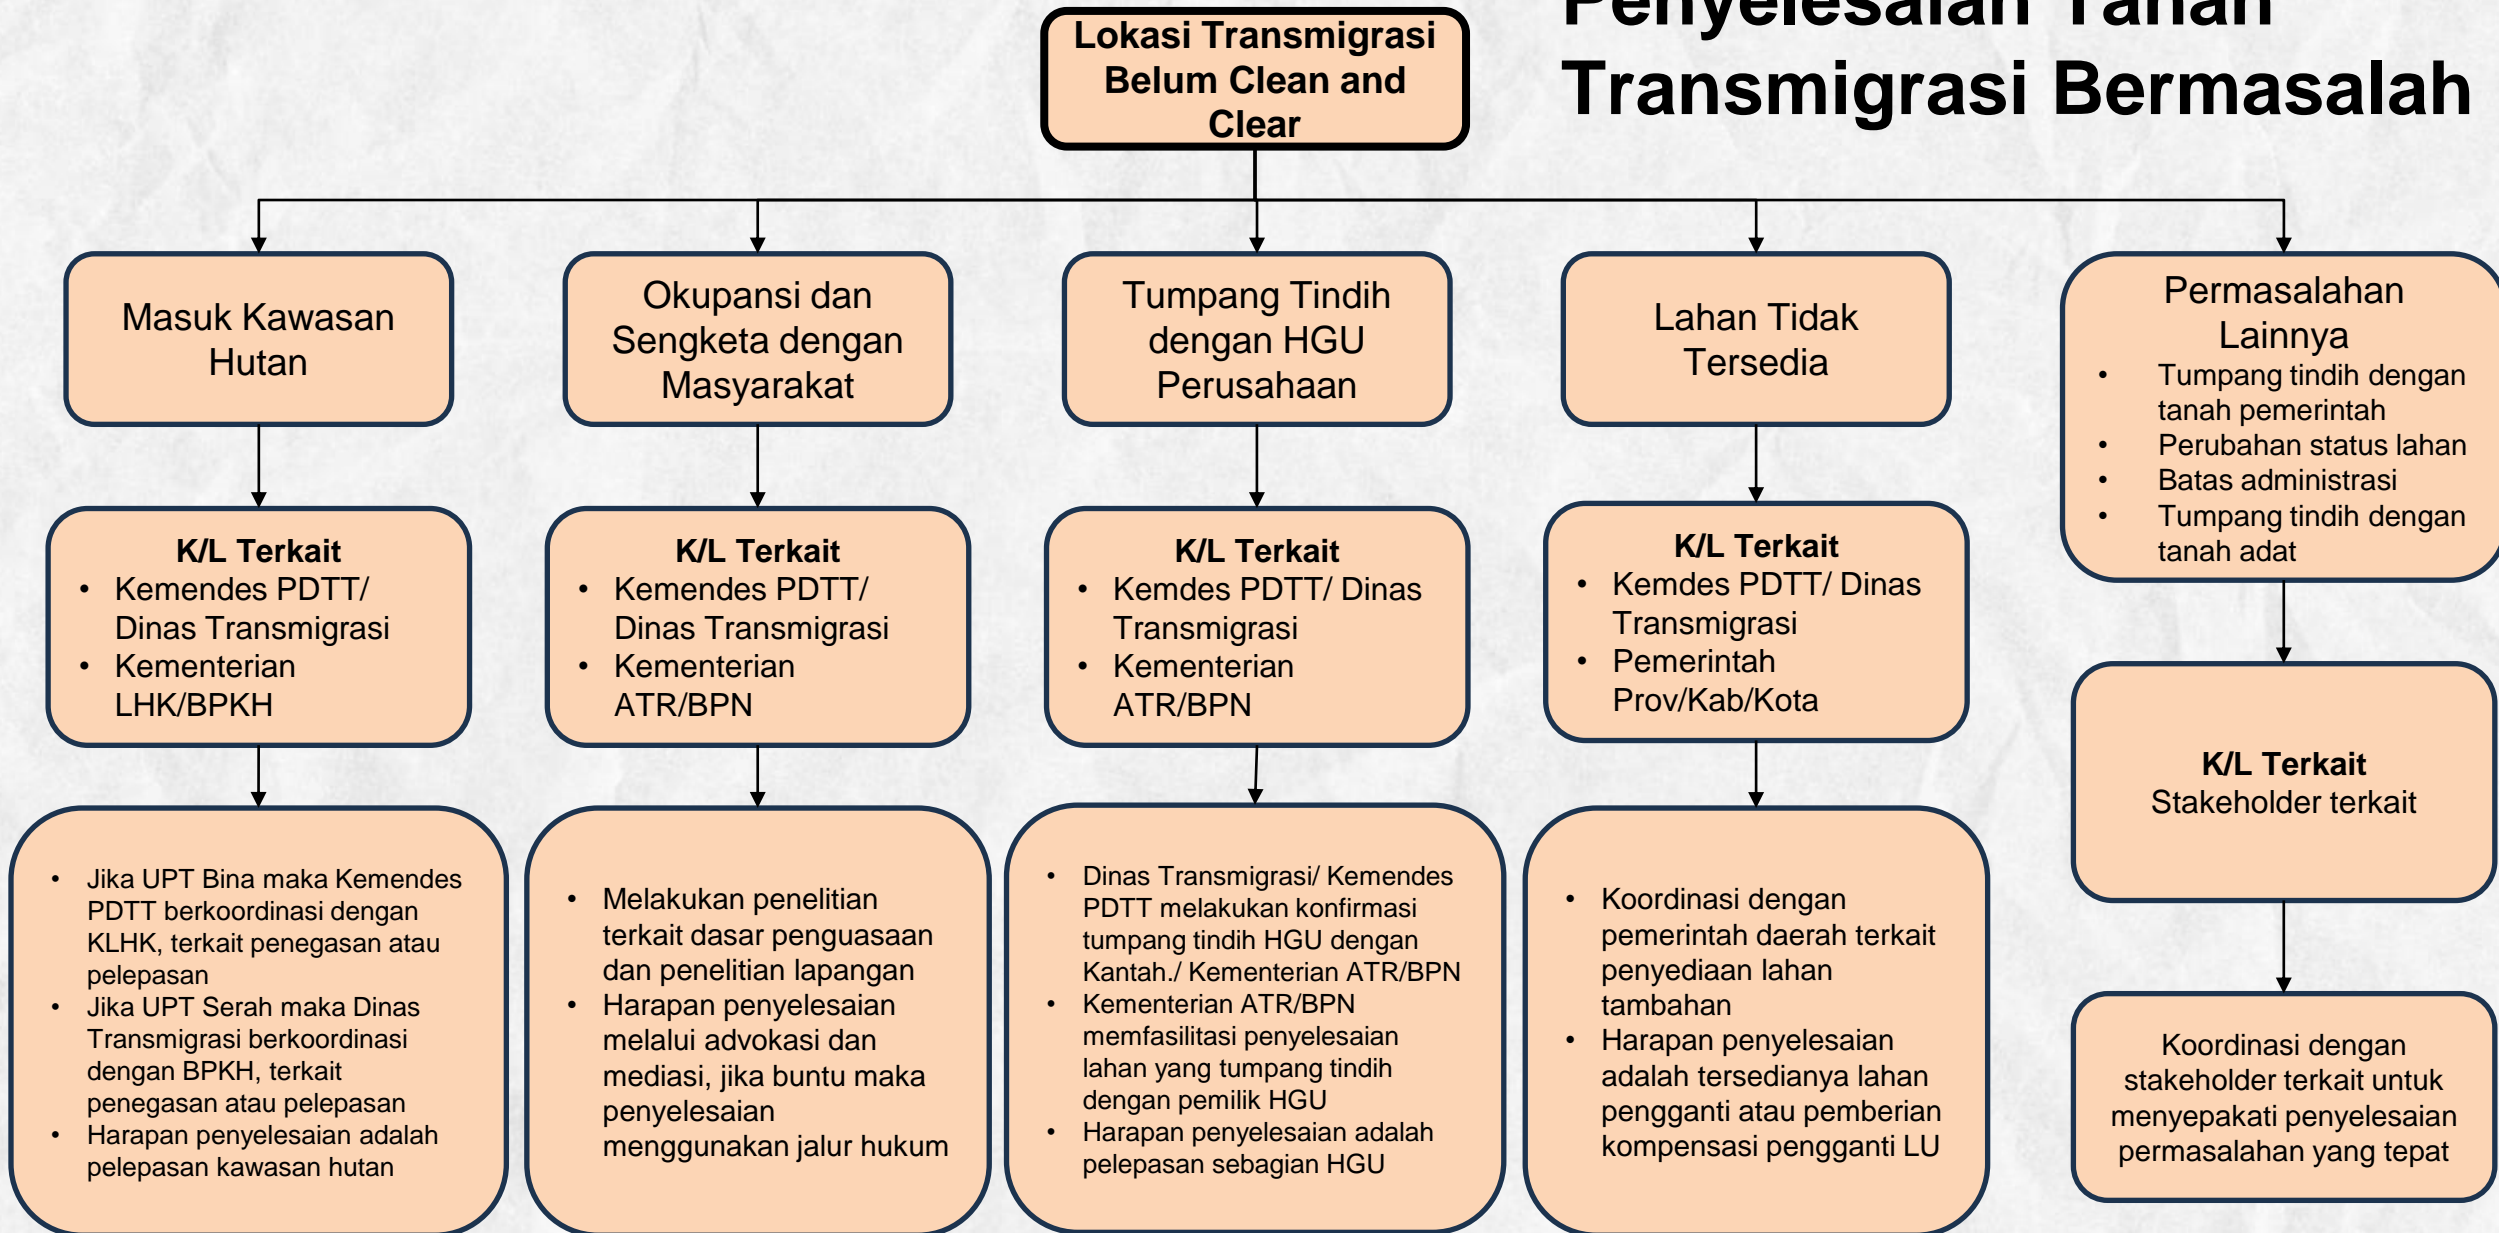 Penyelesaian Tanah
Transmigrasi Bermasalah
Lokasi Transmigrasi
Belum Clean and
Clear
Masuk Kawasan
Hutan
Okupansi dan
Sengketa dengan
Masyarakat
Tumpang Tindih
dengan HGU
Perusahaan
Lahan Tidak
Tersedia
Permasalahan
Lainnya
• Tumpang tindih dengan
tanah pemerintah
• Perubahan status lahan
• Batas administrasi
• Tumpang tindih dengan
tanah adat
K/L Terkait
• Kemendes PDTT/
Dinas Transmigrasi
• Kementerian
LHK/BPKH
K/L Terkait
• Kemendes PDTT/
Dinas Transmigrasi
• Kementerian
ATR/BPN
K/L Terkait
• Kemdes PDTT/ Dinas
Transmigrasi
• Kementerian
ATR/BPN
K/L Terkait
• Kemdes PDTT/ Dinas
Transmigrasi
• Pemerintah
Prov/Kab/Kota
K/L Terkait
Stakeholder terkait
• Jika UPT Bina maka Kemendes
PDTT berkoordinasi dengan
KLHK, terkait penegasan atau
pelepasan
• Jika UPT Serah maka Dinas
Transmigrasi berkoordinasi
dengan BPKH, terkait
penegasan atau pelepasan
• Harapan penyelesaian adalah
pelepasan kawasan hutan
• Melakukan penelitian
terkait dasar penguasaan
dan penelitian lapangan
• Harapan penyelesaian
melalui advokasi dan
mediasi, jika buntu maka
penyelesaian
menggunakan jalur hukum
• Dinas Transmigrasi/ Kemendes
PDTT melakukan konfirmasi
tumpang tindih HGU dengan
Kantah./ Kementerian ATR/BPN
• Kementerian ATR/BPN
memfasilitasi penyelesaian
lahan yang tumpang tindih
dengan pemilik HGU
• Harapan penyelesaian adalah
pelepasan sebagian HGU
• Koordinasi dengan
pemerintah daerah terkait
penyediaan lahan
tambahan
• Harapan penyelesaian
adalah tersedianya lahan
pengganti atau pemberian
kompensasi pengganti LU
Koordinasi dengan
stakeholder terkait untuk
menyepakati penyelesaian
permasalahan yang tepat